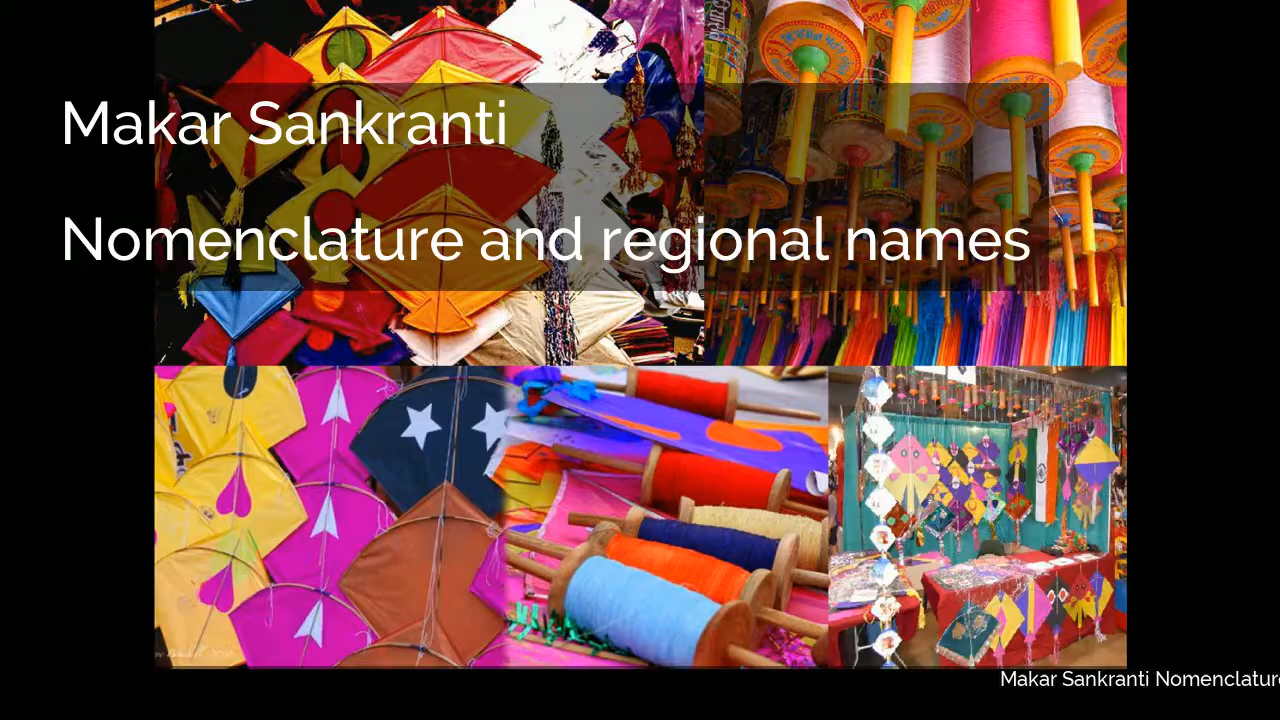 Makar Sankranti
Nomenclature and regional names
Makar Sankranti Nomenclature